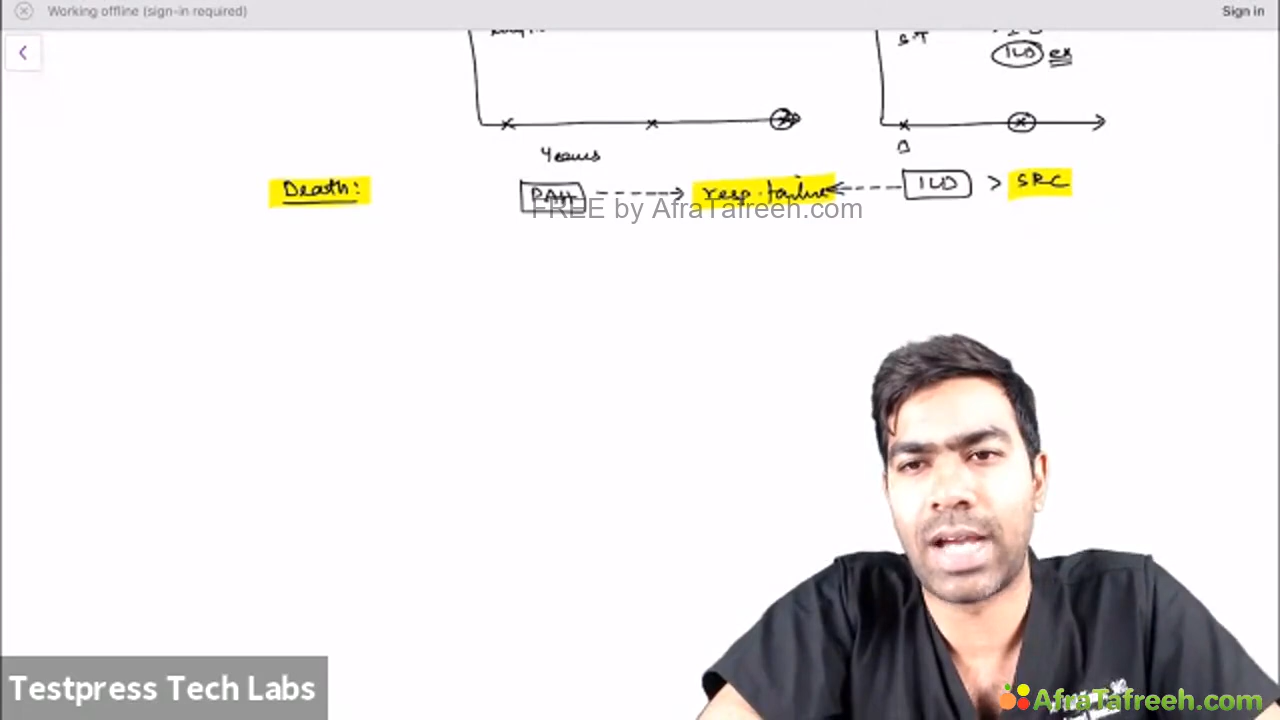 Working offline (sign-in required)
Sign in
S.T
ILD
Years
0
Death:
PAH
resp. failure
ILD > SRC
FREE by AfraTafreeh.com
Testpress Tech Labs
AfraTafreeh.com